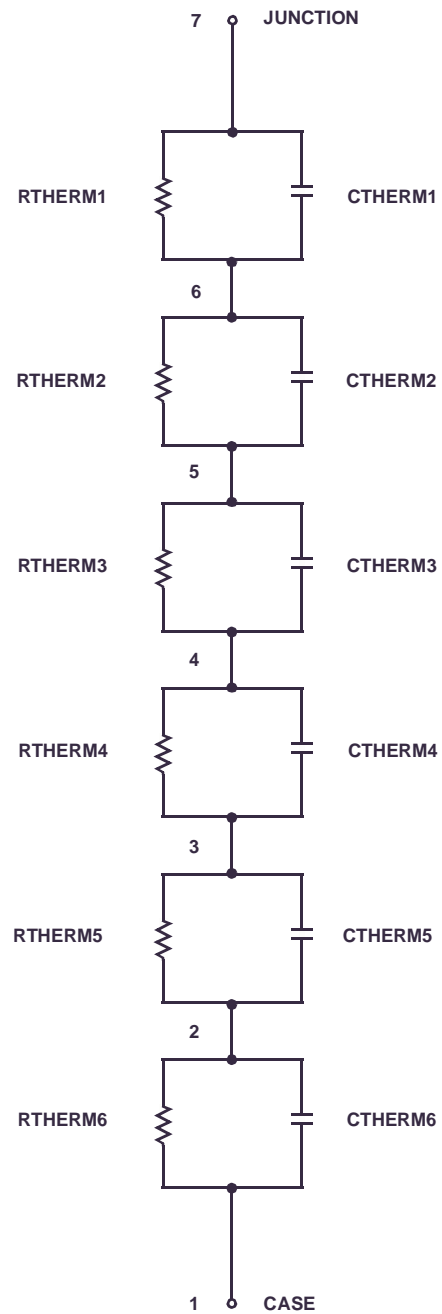 7 JUNCTION
RTHERM1 CTHERM1
6
RTHERM2 CTHERM2
5
RTHERM3 CTHERM3
4
RTHERM4 CTHERM4
3
RTHERM5 CTHERM5
2
RTHERM6 CTHERM6
1 CASE